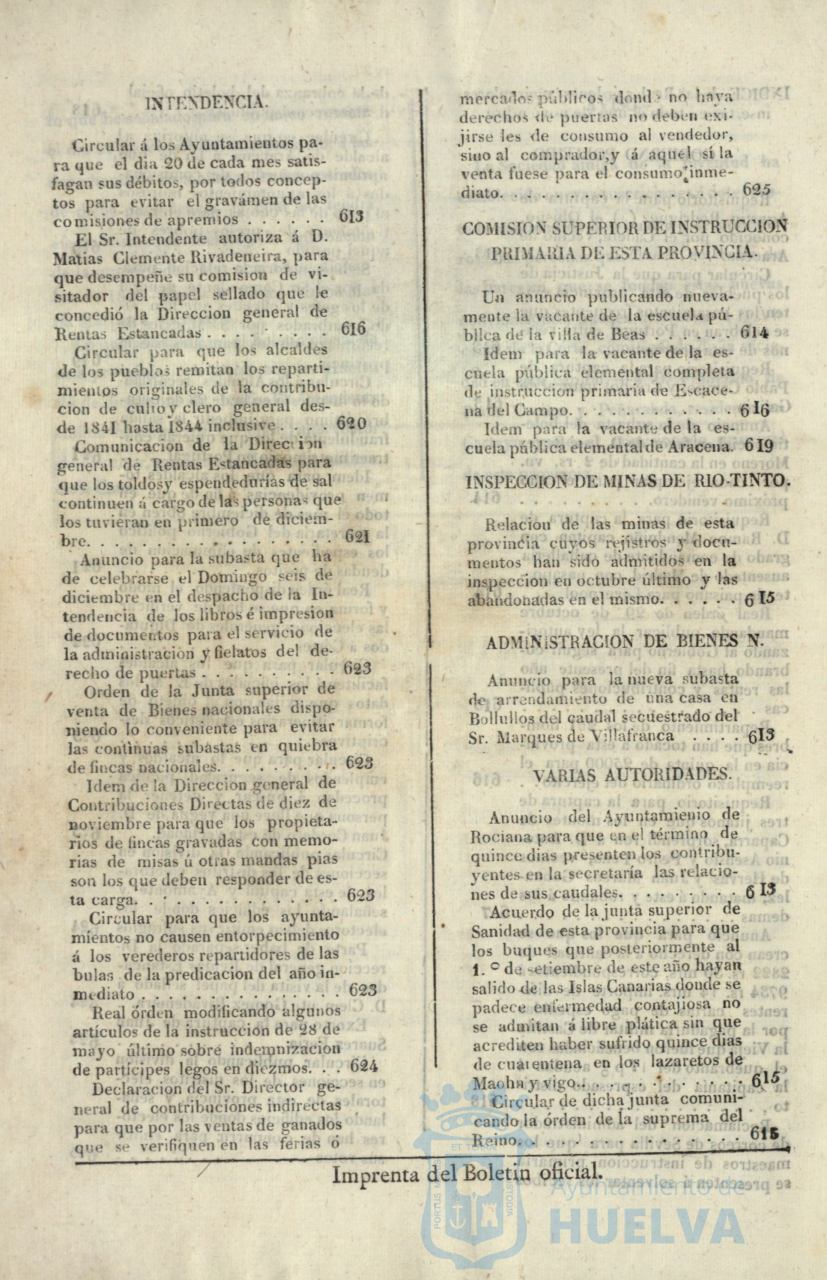 INTENDENCIA.
Circular á los Ayuntamientos pa-
ra que el dia 20 de cada mes satis-
fagan sus débitos, por todos concep-
tos para evitar el gravámen de las
comisiones de apremios . . . . . . 613
El Sr. Intendente autoriza á D.
Matias Clemente Rivadeneira, para
que desempeñe su comision de vi-
sitador del papel sellado que le
concedió la Direccion general de
Rentas Estancadas . . . . . . . . . 616
Circular para que los alcaldes
de los pueblos remitan los reparti-
mientos originales de la contribu-
cion de culto y clero general des-
de 1841 hasta 1844 inclusive . . . . 620
Comunicacion de la Direccion
general de Rentas Estancadas para
que los toldos y espendedurías de sal
continuen á cargo de las personas que
los tuvieran en primero de diciem-
bre. . . . . . . . . . . . . . . . . 621
Anuncio para la subasta que ha
de celebrarse el Domingo seis de
diciembre en el despacho de la In-
tendencia de los libros é impresion
de documentos para el servicio de
la administracion y fielatos del de-
recho de puertas . . . . . . . . . . 623
Orden de la Junta superior de
venta de Bienes nacionales dispo-
niendo lo conveniente para evitar
las continuas subastas en quiebra
de fincas nacionales. . . . . . . . . 623
Idem de la Direccion general de
Contribuciones Directas de diez de
noviembre para que los propieta-
rios de fincas gravadas con memo-
rias de misas ú otras mandas pias
son los que deben responder de es-
ta carga. . . . . . . . . . . . . . 623
Circular para que los ayunta-
mientos no causen entorpecimiento
á los verederos repartidores de las
bulas de la predicacion del año in-
mediato . . . . . . . . . . . . . . . 623
Real órden modificando algunos
artículos de la instruccion de 28 de
mayo último sobre indemnizacion
de partícipes legos en diezmos. . . 624
Declaracion del Sr. Director ge-
neral de contribuciones indirectas
para que por las ventas de ganados
que se verifiquen en las ferias ó
mercados públicos dond no haya
derechos de puertas no deben exi-
jirse les de consumo al vendedor,
sino al comprador, y á aquel sí la
venta fuese para el consumo inme-
diato. . . . . . . . . . . . . . . . 625
COMISION SUPERIOR DE INSTRUCCION
PRIMARIA DE ESTA PROVINCIA.
Un anuncio publicando nueva-
mente la vacante de la escuela pú-
blica de la villa de Beas . . . . . . 614
Idem para la vacante de la es-
cuela pública elemental completa
de instruccion primaria de Escace-
na del Campo. . . . . . . . . . . . 616
Idem para la vacante de la es-
cuela pública elemental de Aracena. 619
INSPECCION DE MINAS DE RIO-TINTO.
Relacion de las minas de esta
provincia cuyos rejistros y docu-
mentos han sido admitidos en la
inspeccion en octubre último y las
abandonadas en el mismo. . . . . . 615
ADMINISTRACION DE BIENES N.
Anuncio para la nueva subasta
de arrendamiento de una casa en
Bollullos del caudal secuestrado del
Sr. Marques de Villafranca . . . . 613
VARIAS AUTORIDADES.
Anuncio del Ayuntamienio de
Rociana para que en el término de
quince dias presenten los contribu-
yentes en la secretaría las relacio-
nes de sus caudales. . . . . . . . . 613
Acuerdo de la junta superior de
Sanidad de esta provincia para que
los buques que posteriormente al
1.º de setiembre de este año hayan
salido de las Islas Canarias donde se
padece enfermedad contajiosa no
se admitan á libre plática sin que
acrediten haber sufrido quince dias
de cuarentena en los lazaretos de
Maohn y vigo. . . . . . . . . . . . 615
Circular de dicha junta comuni-
cando la órden de la suprema del
Reino. . . . . . . . . . . . . . . . 615
Imprenta del Boletin oficial.
Ayuntamiento de
HUELVA